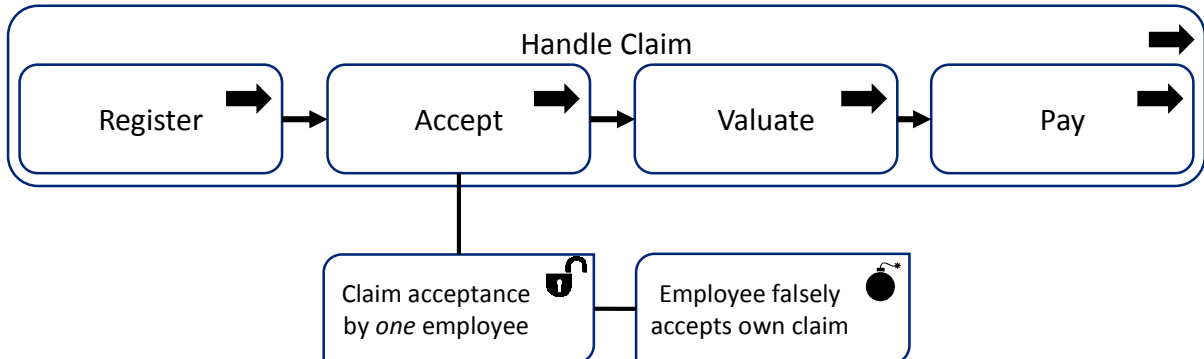 Handle Claim
Register
Accept
Valuate
Pay
Claim acceptance
by one employee
Employee falsely
accepts own claim